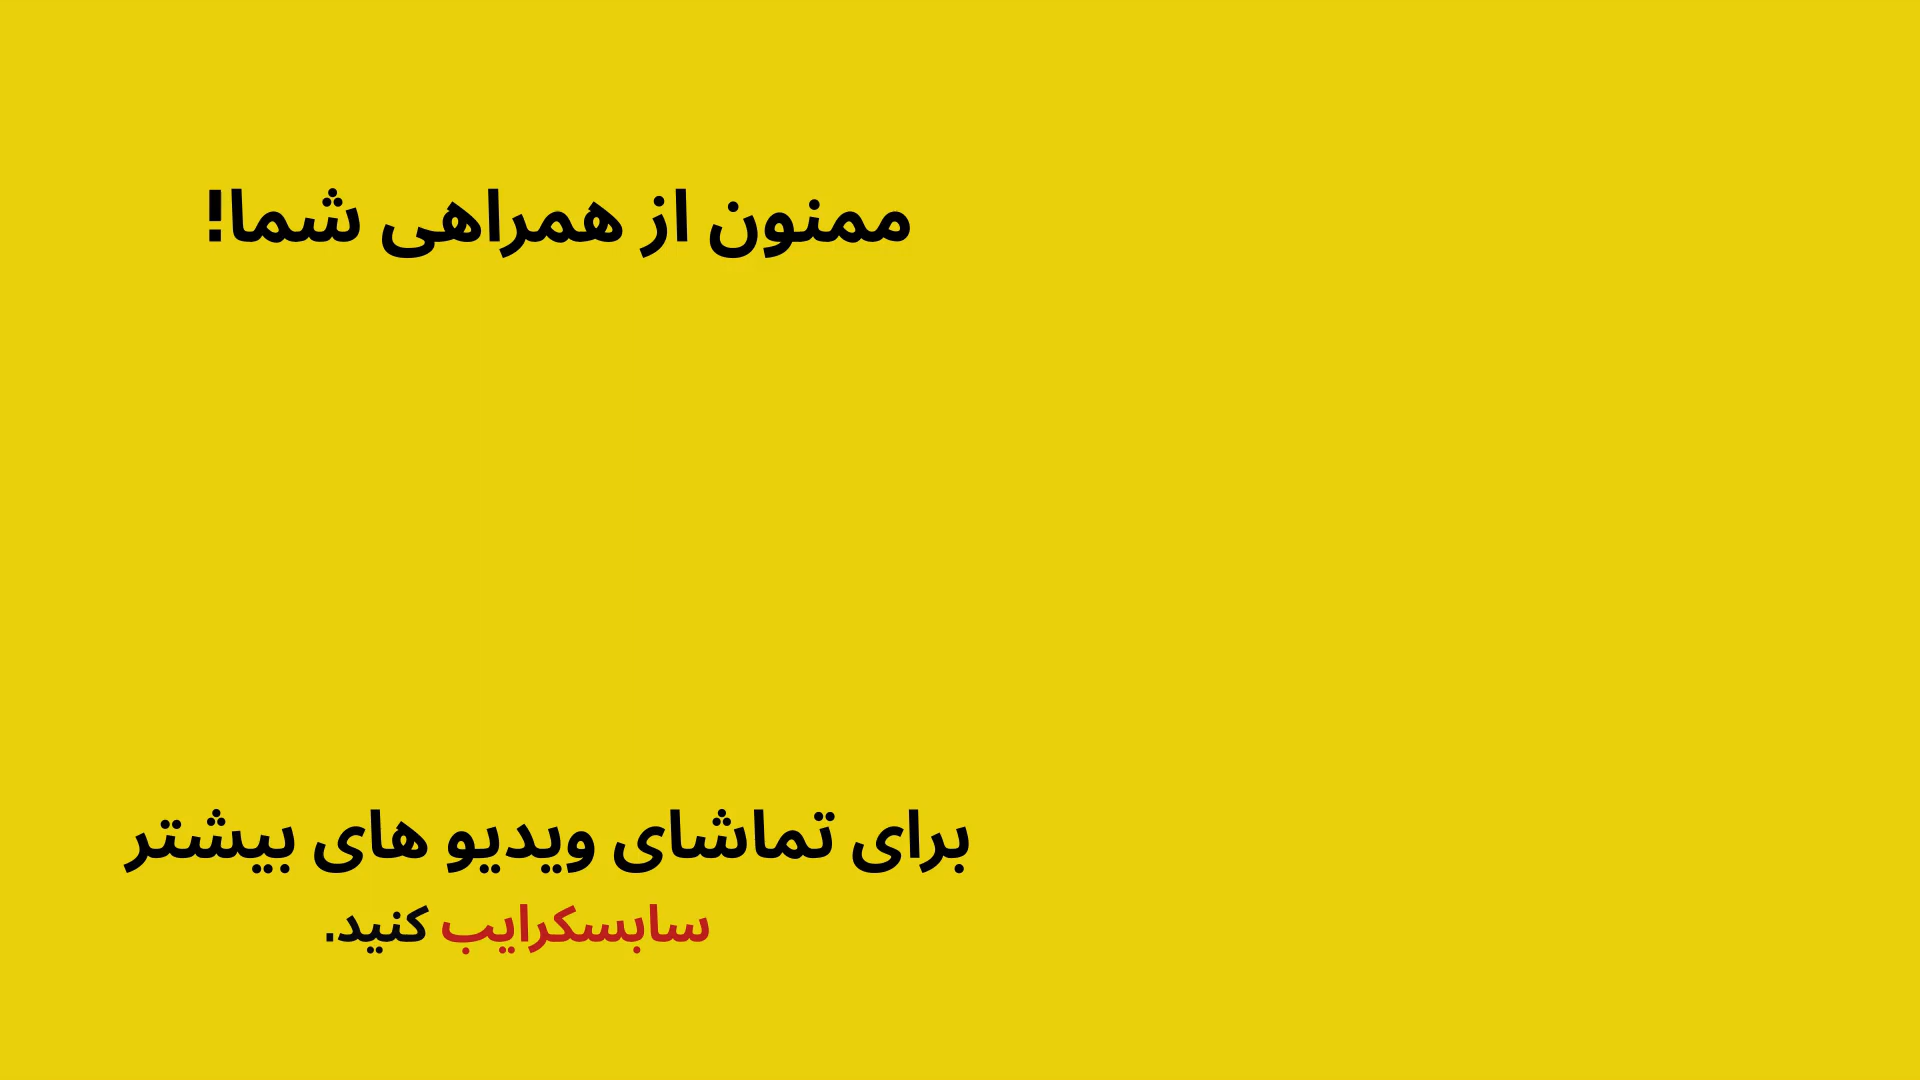 ممنون از همراهی شما!
برای تماشای ویدیو های بیشتر
سابسکرایب کنید.